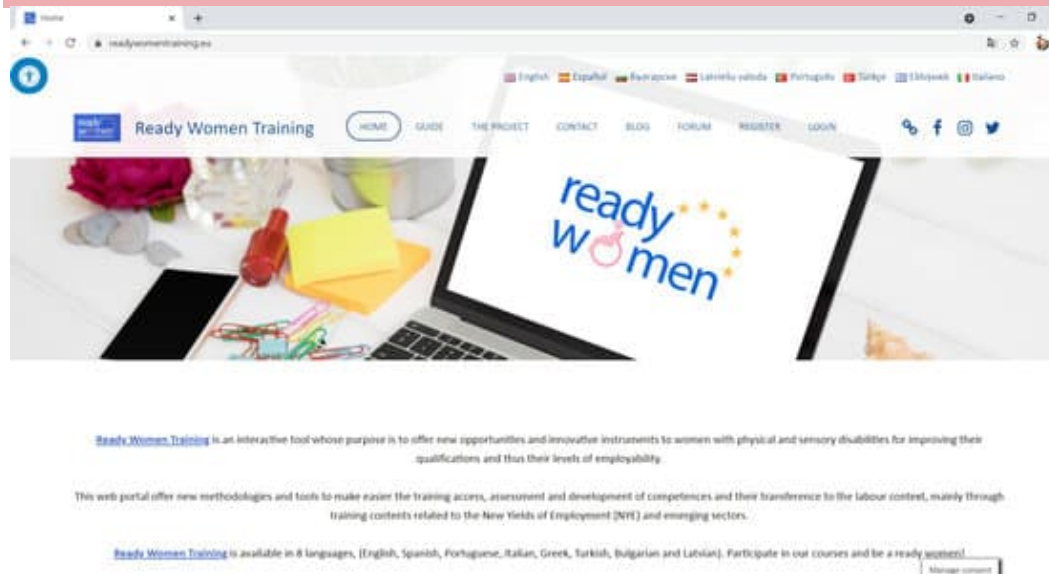 Home
readywomentraining.eu
English Español Български Latviešu valoda Português Türkçe Ελληνικά Italiano
ready women Ready Women Training HOME GUIDE THE PROJECT CONTACT BLOG FORUM REGISTER LOGIN
ready
women
Ready Women Training is an interactive tool whose purpose is to offer new opportunities and innovative instruments to women with physical and sensory disabilities for improving their
qualifications and thus their levels of employability.
This web portal offer new methodologies and tools to make easier the training access, assessment and development of competences and their transference to the labour context, mainly through
training contents related to the New Yields of Employment (NYE) and emerging sectors.
Ready Women Training is available in 8 languages, (English, Spanish, Portuguese, Italian, Greek, Turkish, Bulgarian and Latvian). Participate in our courses and be a ready women!
Manage consent